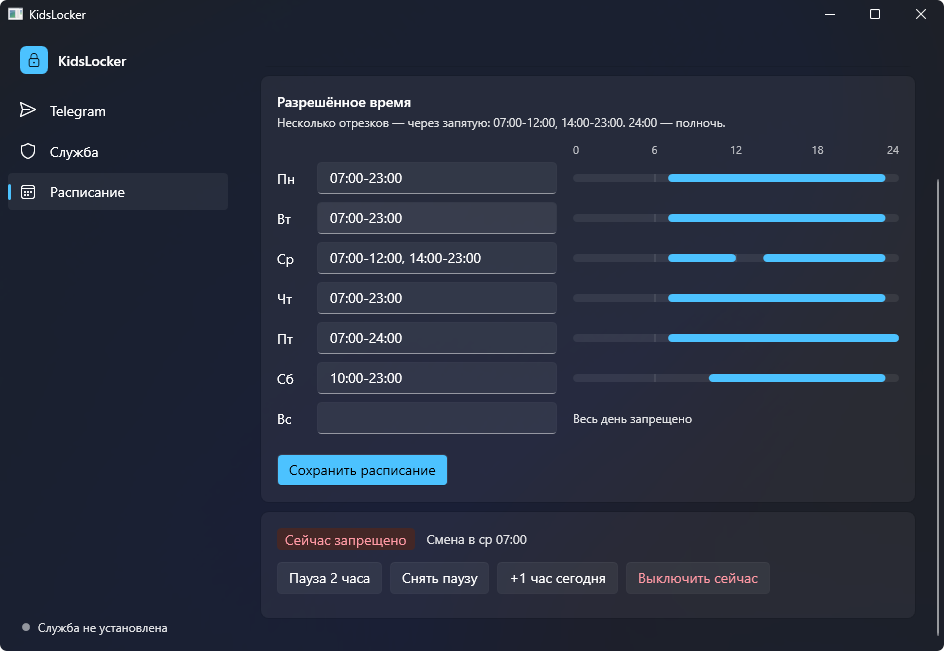 KidsLocker
KidsLocker
Telegram
Служба
Расписание
Разрешённое время
Несколько отрезков — через запятую: 07:00-12:00, 14:00-23:00. 24:00 — полночь.
0 6 12 18 24
Пн 07:00-23:00
Вт 07:00-23:00
Ср 07:00-12:00, 14:00-23:00
Чт 07:00-23:00
Пт 07:00-24:00
Сб 10:00-23:00
Вс Весь день запрещено
Сохранить расписание
Сейчас запрещено Смена в ср 07:00
Пауза 2 часа Снять паузу +1 час сегодня Выключить сейчас
Служба не установлена